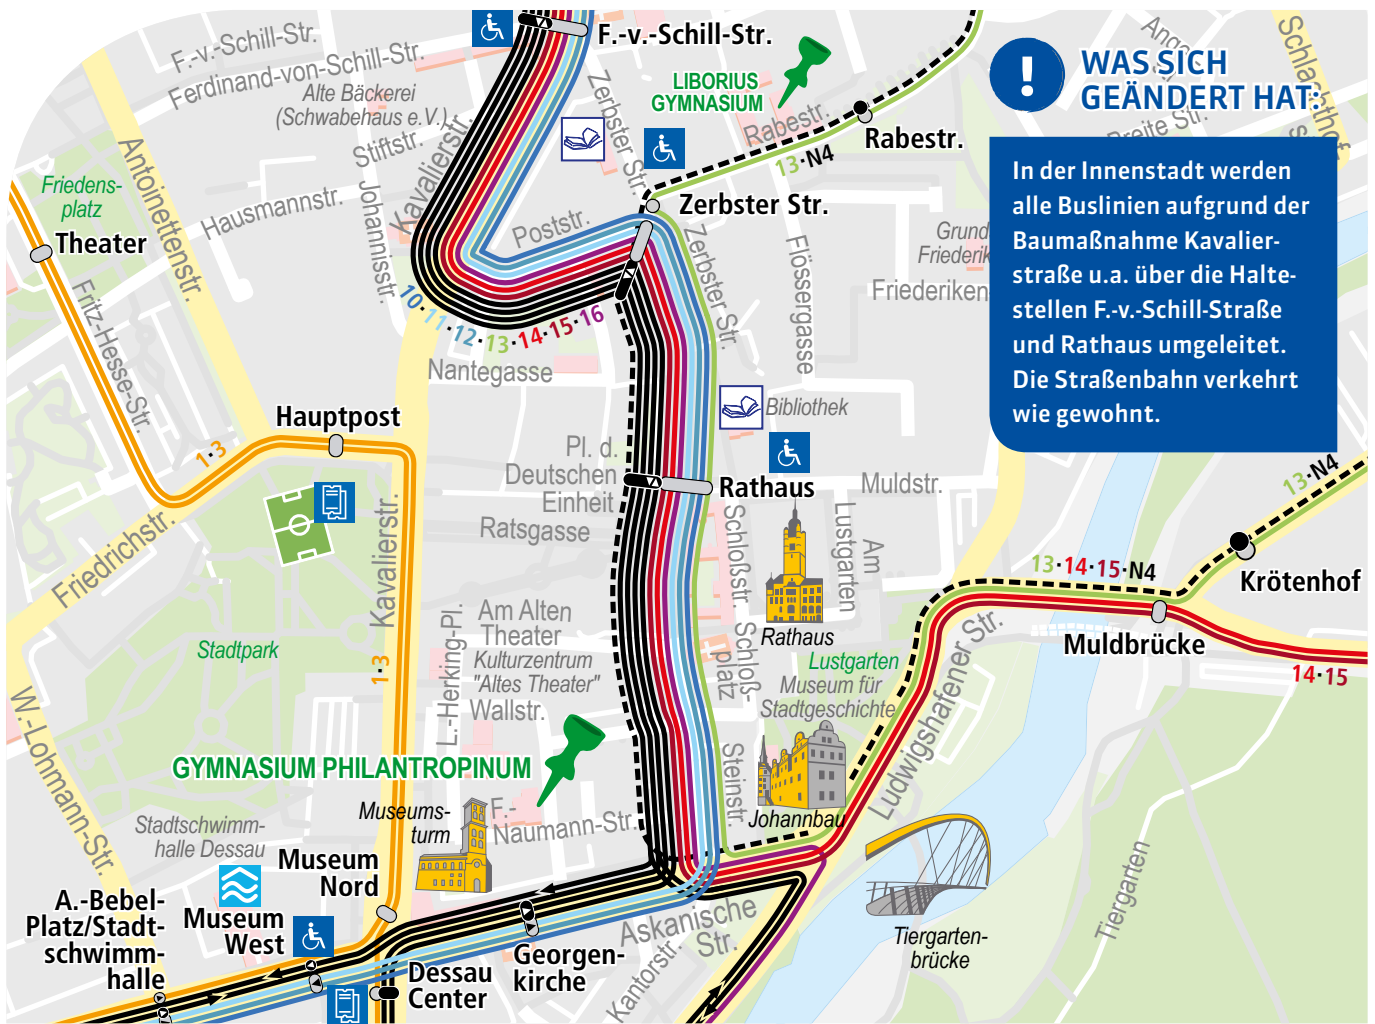 F.-v.-Schill-Str.
F.-v.-Schill-Str.
Ferdinand-von-Schill-Str.
Alte Bäckerei
(Schwabehaus e.V.)
Stiftstr.
Kavalierstr.
Johannisstr.
Antoinettenstr.
Hausmannstr.
Friedens-
platz
Theater
Fritz-Hesse-Str.
Zerbster Str.
LIBORIUS
GYMNASIUM
Rabestr.
Rabestr.
13·N4
Zerbster Str.
Poststr.
Zerbster Str.
Flössergasse
Grund
Friederik
Friederiken
Breite Str.
Schlachthof
!
WAS SICH
GEÄNDERT HAT:
In der Innenstadt werden
alle Buslinien aufgrund der
Baumaßnahme Kavalier-
straße u.a. über die Halte-
stellen F.-v.-Schill-Straße
und Rathaus umgeleitet.
Die Straßenbahn verkehrt
wie gewohnt.
10·11·12·13·14·15·16
Nantegasse
Bibliothek
Hauptpost
1·3
Pl. d.
Deutschen
Einheit
Ratsgasse
Rathaus
Muldstr.
Schloßstr.
Am
Lustgarten
13·N4
Krötenhof
13·14·15·N4
Muldbrücke
14·15
Friedrichstr.
Kavalierstr.
Stadtpark
1·3
Am Alten
Theater
Kulturzentrum
"Altes Theater"
Wallstr.
L.-Herking-Pl.
Rathaus
Schloß-
platz
Lustgarten
Museum für
Stadtgeschichte
Ludwigshafener Str.
W.-Lohmann-Str.
GYMNASIUM PHILANTROPINUM
Steinstr.
Johannbau
Museums-
turm
F.-
Naumann-Str.
Stadtschwimm-
halle Dessau
Museum
Nord
A.-Bebel-
Platz/Stadt-
schwimm-
halle
Museum
West
Dessau
Center
Georgen-
kirche
Askanische
Str.
Kantorstr.
Tiergarten-
brücke
Tiergarten